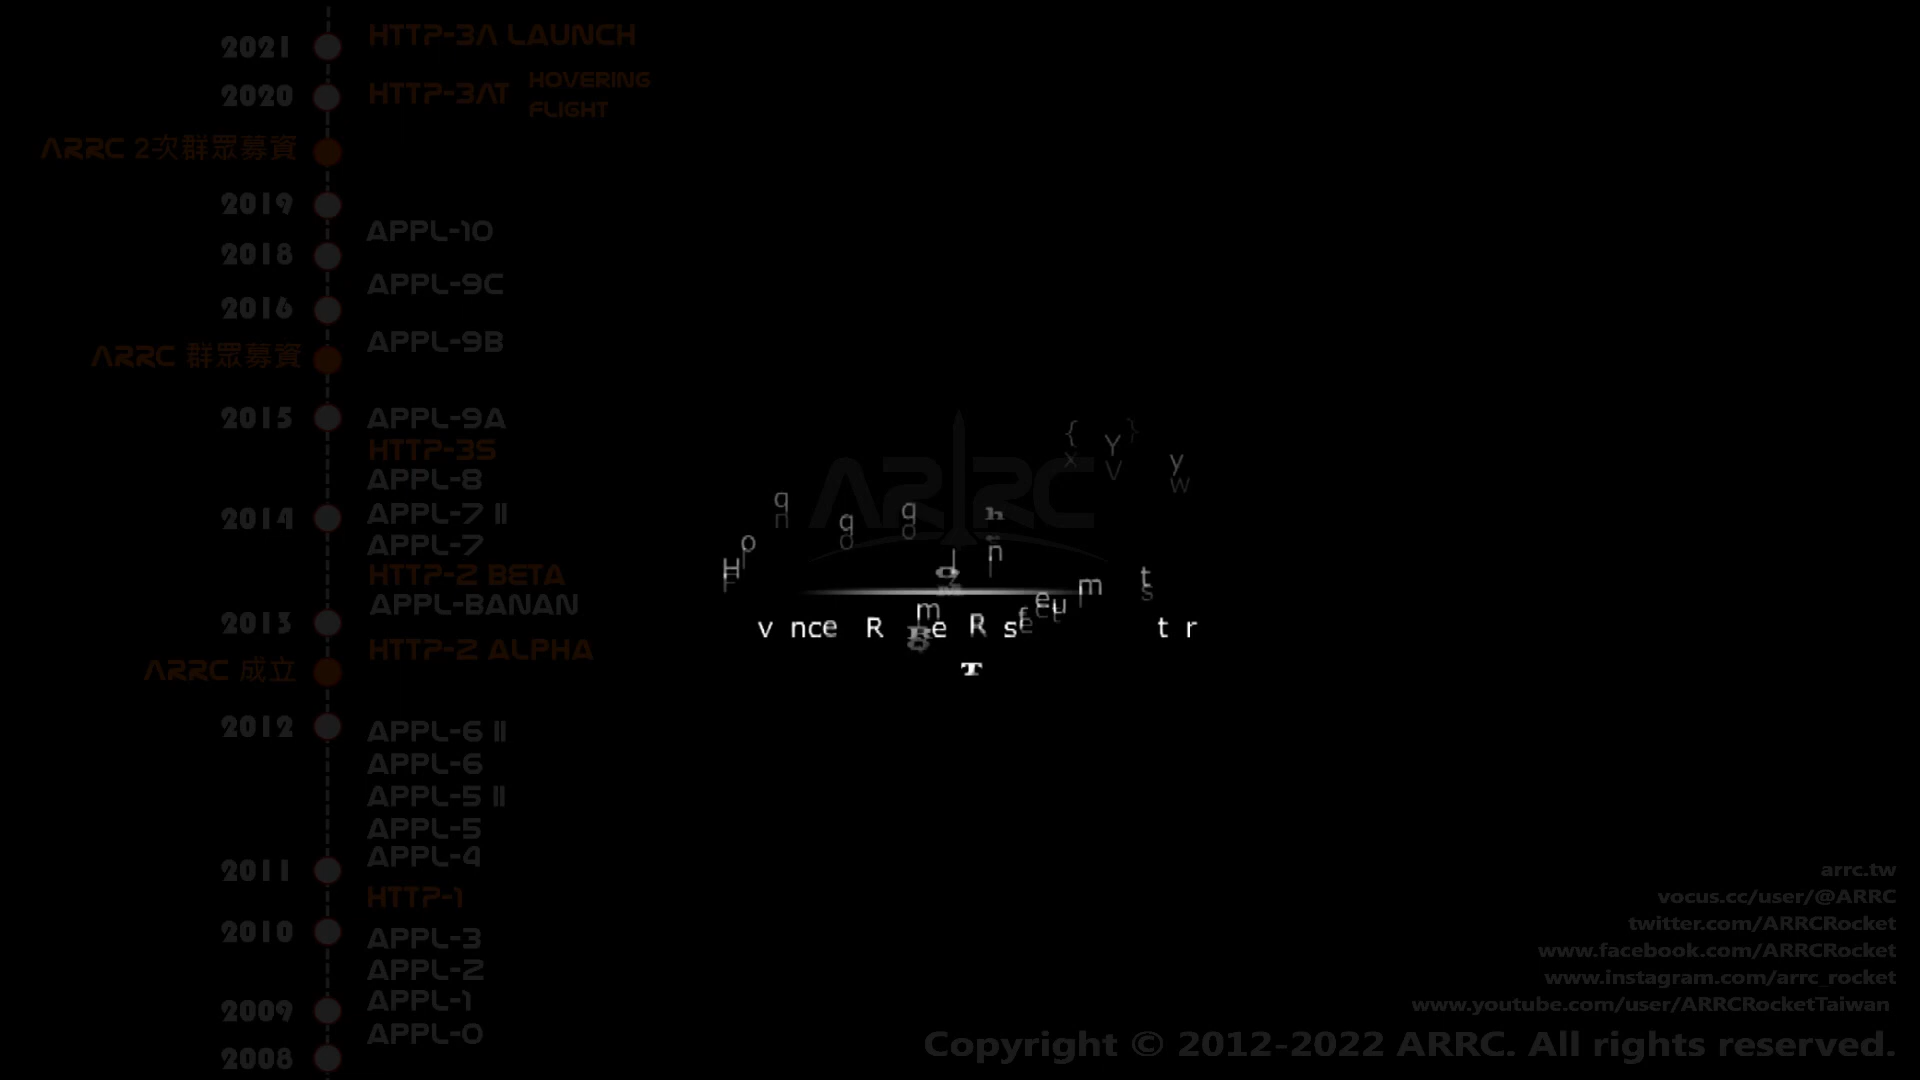 2021 HTTP-3A LAUNCH
2020 HTTP-3AT HOVERING
FLIGHT
ARRC 2次群眾募資
2019
APPL-10
2018
APPL-9C
2016
APPL-9B
ARRC 群眾募資
2015 APPL-9A
HTTP-3S
APPL-8
2014 APPL-7 II
APPL-7
HTTP-2 BETA
APPL-BANAN
2013
HTTP-2 ALPHA
ARRC 成立
2012 APPL-6 II
APPL-6
APPL-5 II
APPL-5
APPL-4
2011
HTTP-1
2010 APPL-3
APPL-2
APPL-1
2009
APPL-0
2008
ARRC
arrc.tw
vocus.cc/user/@ARRC
twitter.com/ARRCRocket
www.facebook.com/ARRCRocket
www.instagram.com/arrc_rocket
www.youtube.com/user/ARRCRocketTaiwan
Copyright © 2012-2022 ARRC. All rights reserved.